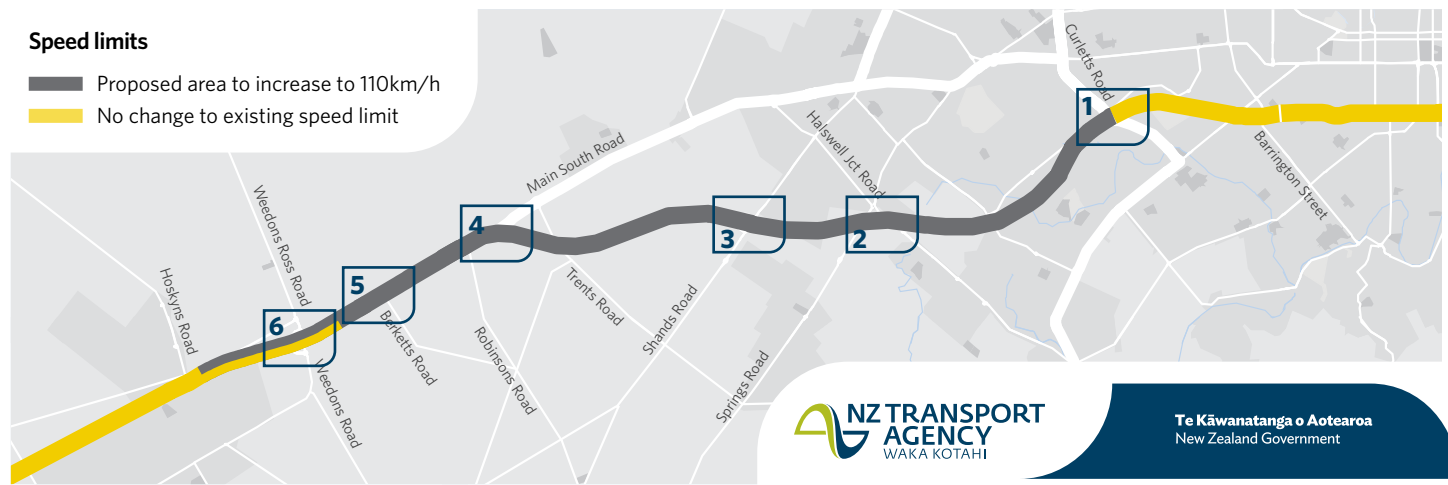 Speed limits
Proposed area to increase to 110km/h
No change to existing speed limit
Curletts Road
1
Halswell Jct Road
Barrington Street
Main South Road
Weedons Ross Road
4
3
2
Hoskyns Road
5
Trents Road
6
Berketts Road
Shands Road
Robinsons Road
Springs Road
Weedons Road
NZ TRANSPORT
AGENCY
WAKA KOTAHI
Te Kāwanatanga o Aotearoa
New Zealand Government